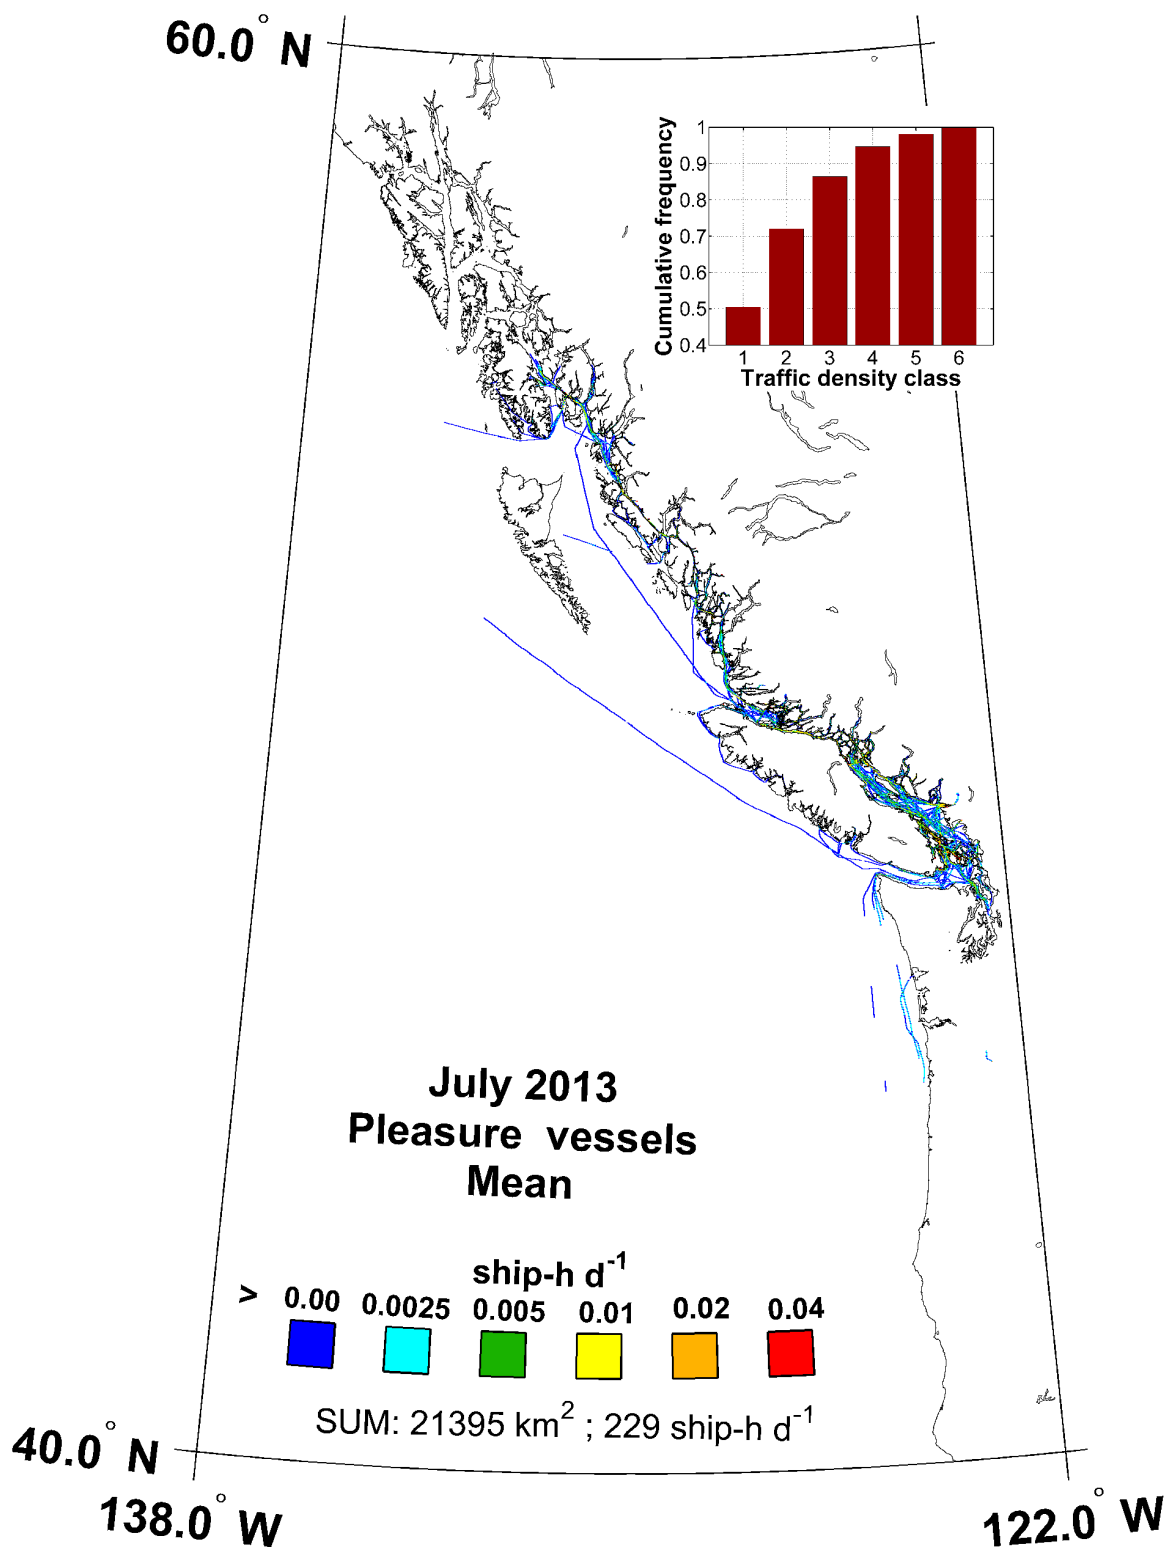 60.0° N
Cumulative frequency
1
0.9
0.8
0.7
0.6
0.5
0.4
1 2 3 4 5 6
Traffic density class
July 2013
Pleasure vessels
Mean
ship-h d⁻¹
> 0.00 0.0025 0.005 0.01 0.02 0.04
SUM: 21395 km² ; 229 ship-h d⁻¹
40.0° N
138.0° W
122.0° W